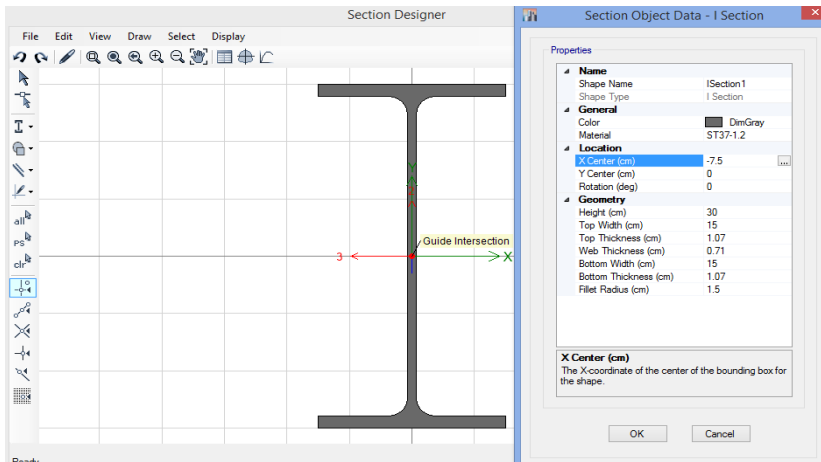 Section Designer
File Edit View Draw Select Display
all
PS
clr
Y
2
Guide Intersection
3
X
Ready
Section Object Data - I Section
Properties
Name
Shape Name ISection1
Shape Type I Section
General
Color DimGray
Material ST37-1.2
Location
X Center (cm) -7.5 ...
Y Center (cm) 0
Rotation (deg) 0
Geometry
Height (cm) 30
Top Width (cm) 15
Top Thickness (cm) 1.07
Web Thickness (cm) 0.71
Bottom Width (cm) 15
Bottom Thickness (cm) 1.07
Fillet Radius (cm) 1.5
X Center (cm)
The X-coordinate of the center of the bounding box for
the shape.
OK Cancel